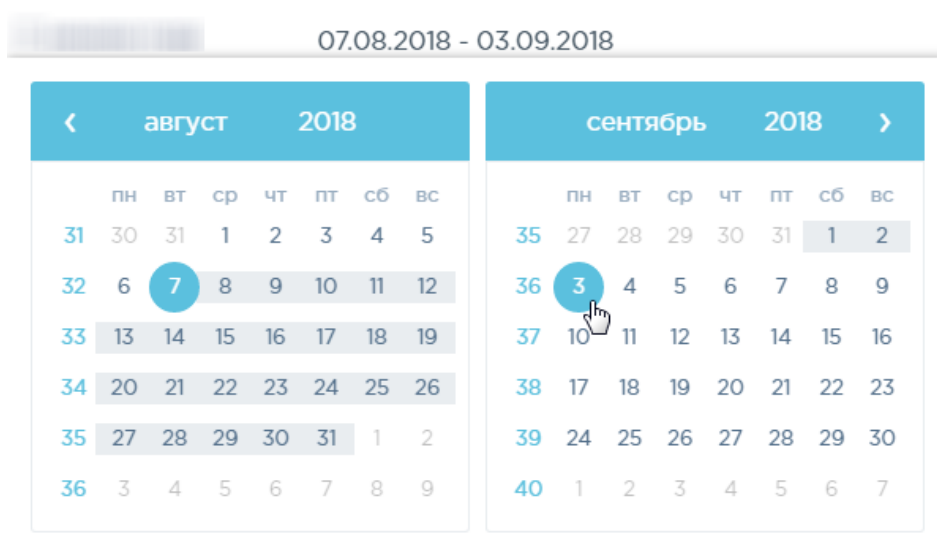 07.08.2018 - 03.09.2018
‹ август 2018
пн вт ср чт пт сб вс
31 30 31 1 2 3 4 5
32 6 7 8 9 10 11 12
33 13 14 15 16 17 18 19
34 20 21 22 23 24 25 26
35 27 28 29 30 31 1 2
36 3 4 5 6 7 8 9
сентябрь 2018 ›
пн вт ср чт пт сб вс
35 27 28 29 30 31 1 2
36 3 4 5 6 7 8 9
37 10 11 12 13 14 15 16
38 17 18 19 20 21 22 23
39 24 25 26 27 28 29 30
40 1 2 3 4 5 6 7